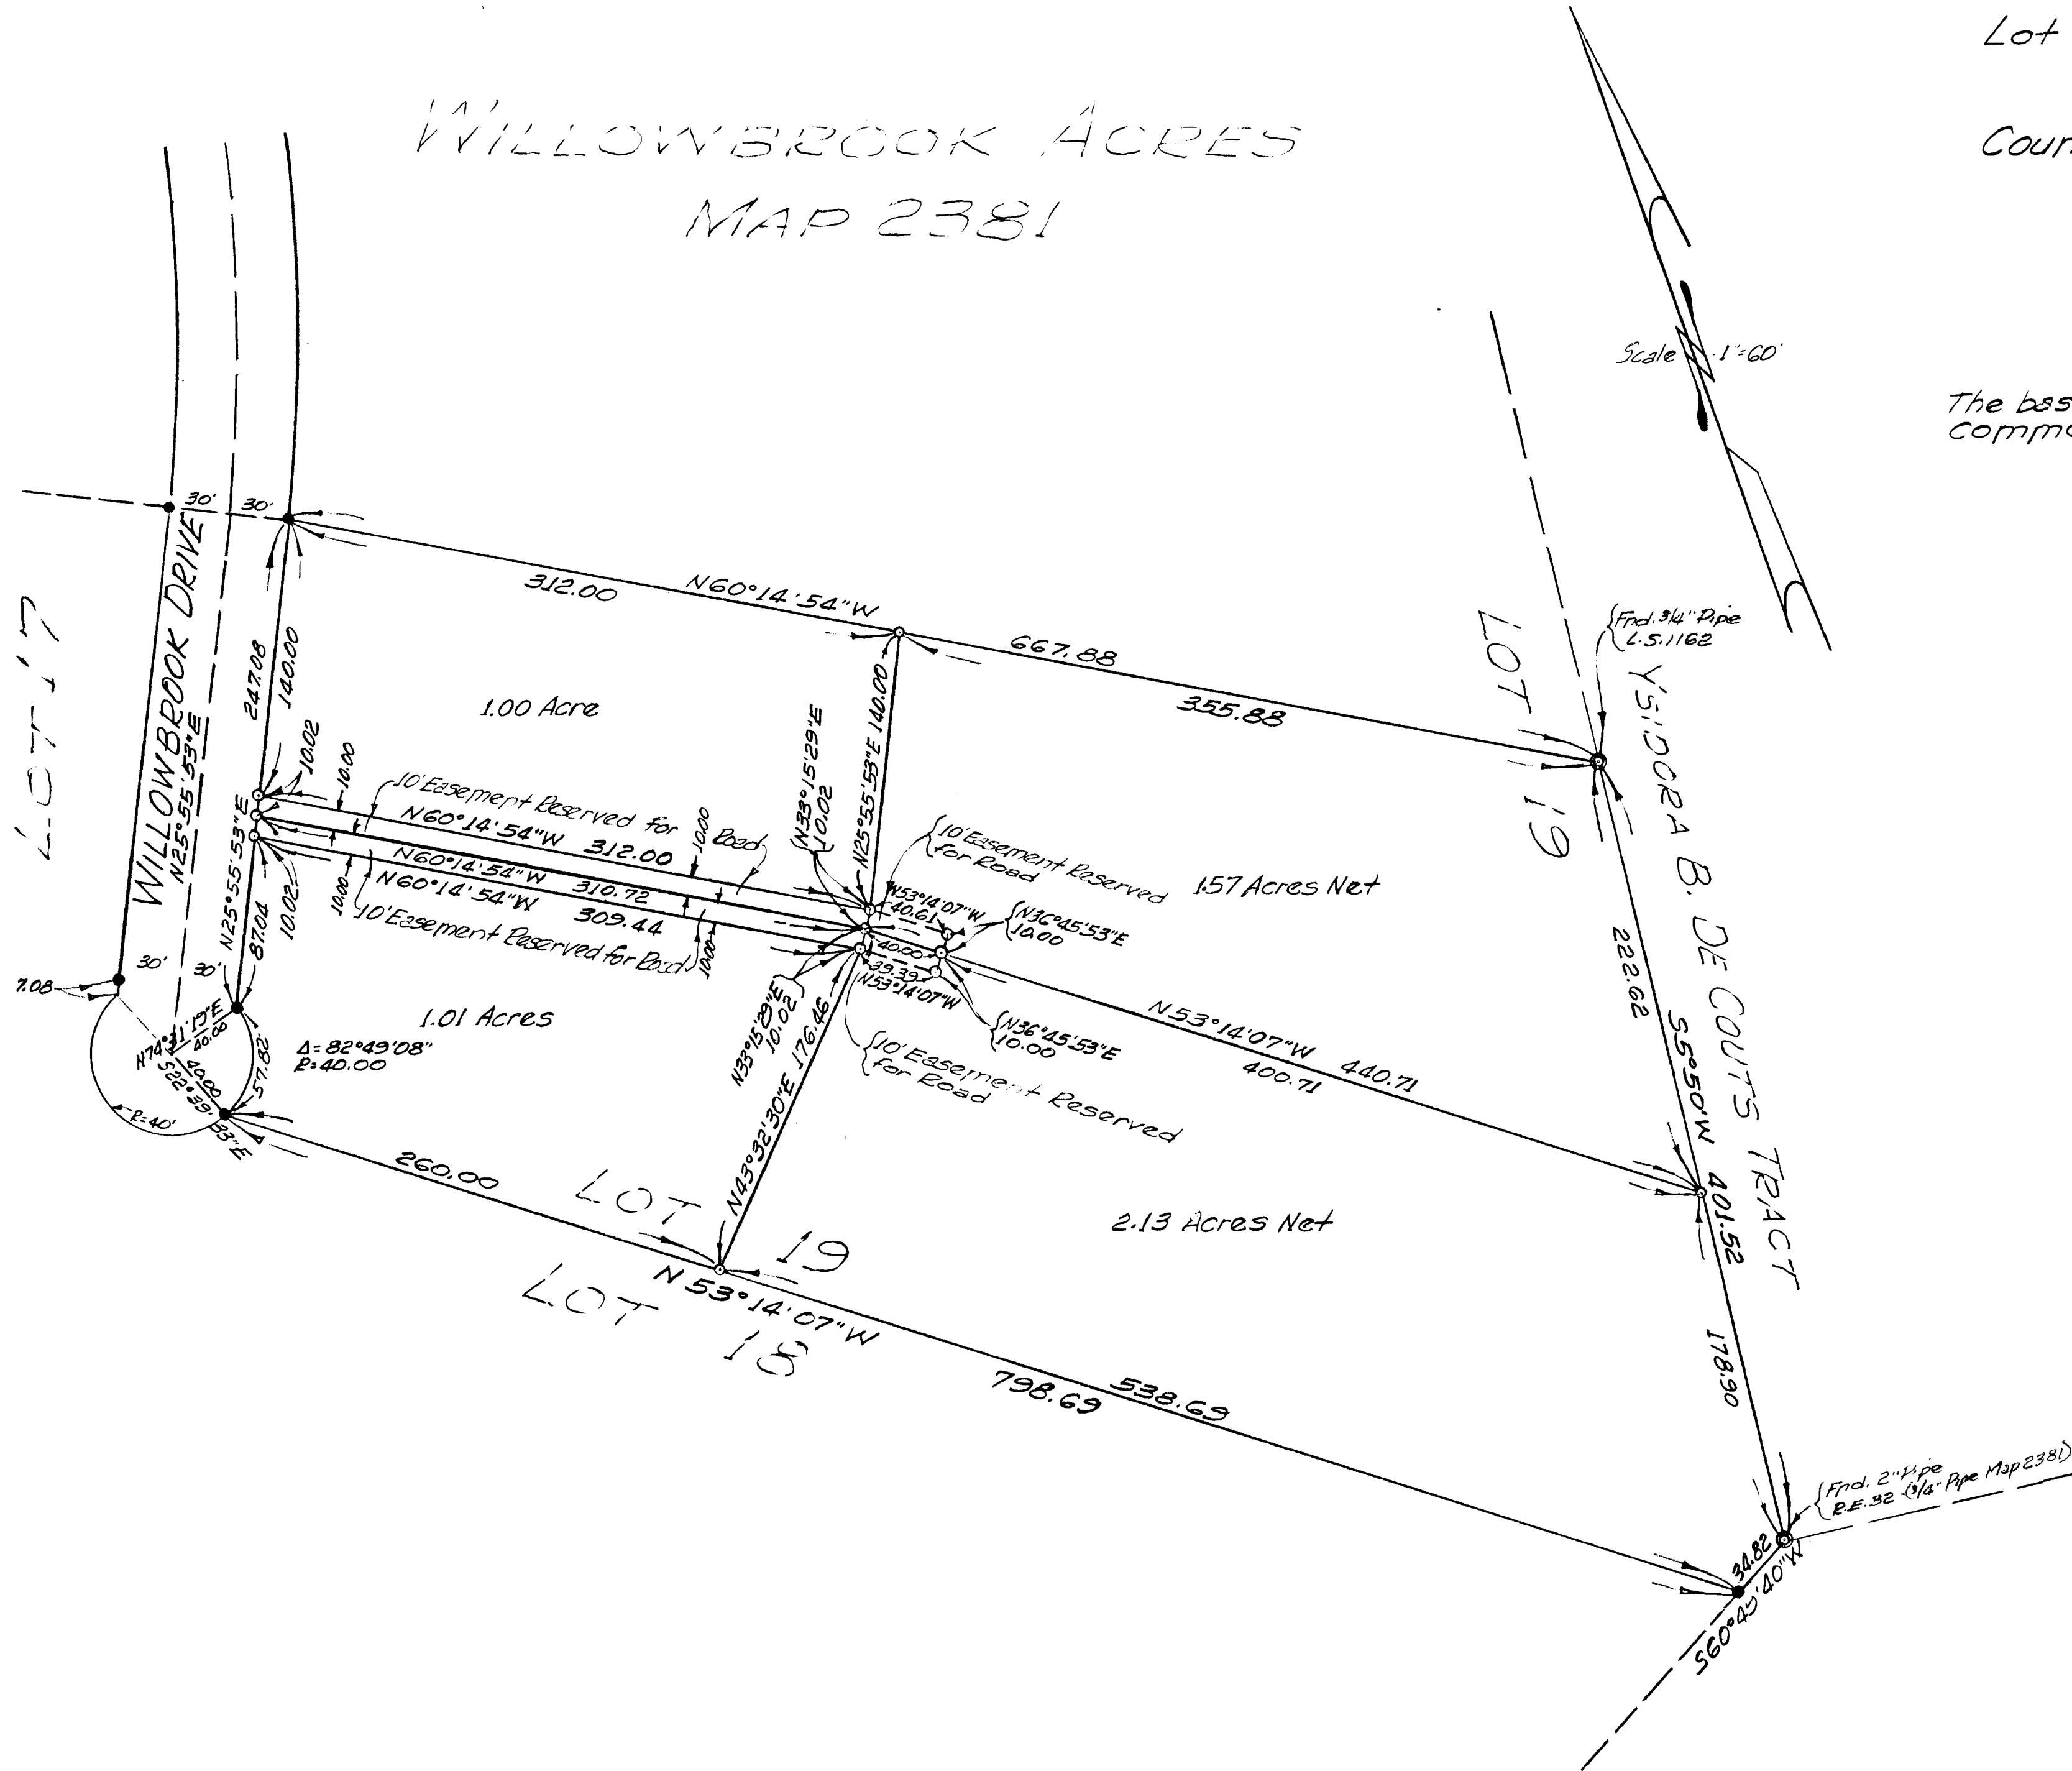 Lot
WILLOWBROOK ACRES
MAP 2381
Scale 1"=60'
30'
30'
WILLOWBROOK DRIVE
N25°55'53"E
LOT 17
312.00
N60°14'54"W
667.88
355.88
LOT 19
{Fnd. 3/4" Pipe
L.S. 1162
YSIDORA B. DE COUTS TRACT
247.08
140.00
1.00 Acre
N25°55'53"E 140.00
N33°15'29"E
10.02
10.02
10.00
10' Easement Reserved for Road
N60°14'54"W 312.00
10.00
N60°14'54"W 310.72
N60°14'54"W 309.44
10.00
10' Easement Reserved for Road
10.00
{10' Easement Reserved
for Road
1.57 Acres Net
N53°14'07"W
40.61
{N36°45'53"E
10.00
40.00
39.39
N53°14'07"W
{N36°45'53"E
10.00
{10' Easement Reserved
for Road
N25°55'53"E
87.04
10.02
30'
30'
7.08
1.01 Acres
Δ=82°49'08"
R=40.00
40.00
57.82
40.00
S22°39'33"E
R=40'
N33°15'29"E
10.02
N43°32'30"E 176.46
N53°14'07"W 440.71
400.71
222.62
S5°50'W 401.52
178.90
260.00
LOT 19
2.13 Acres Net
LOT 18
N53°14'07"W
538.69
798.69
{Fnd. 2" Pipe
R.E. 32 (3/4" Pipe Map 2381)
34.82